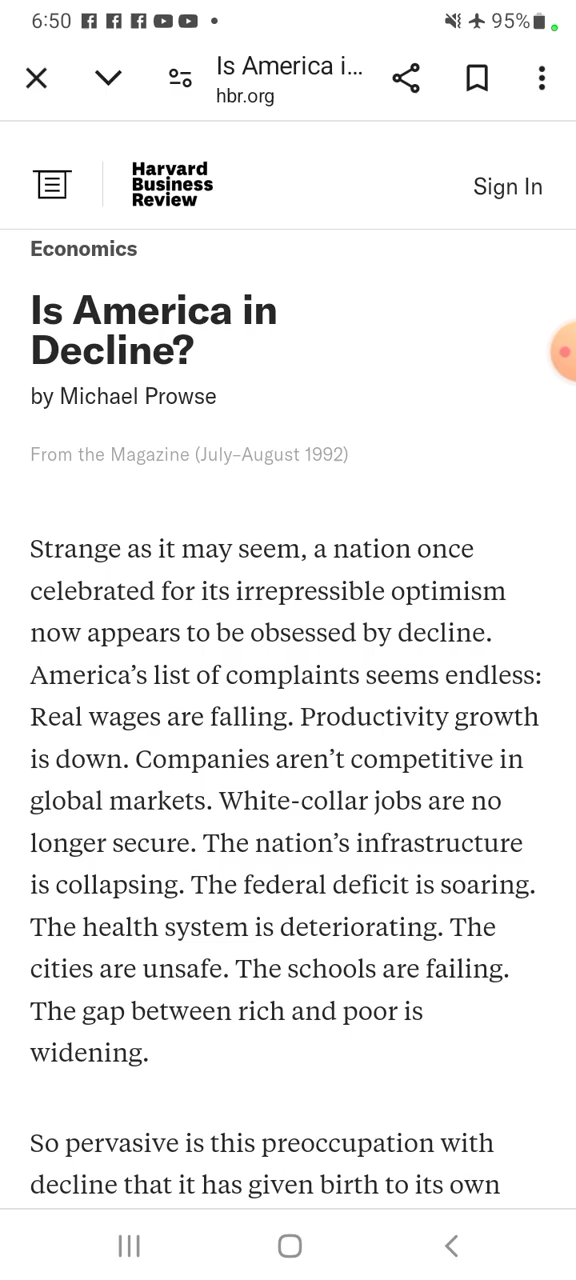 6:50
95%
Is America i...
hbr.org
Harvard
Business
Review
Sign In
Economics
Is America in
Decline?
by Michael Prowse
From the Magazine (July–August 1992)
Strange as it may seem, a nation once
celebrated for its irrepressible optimism
now appears to be obsessed by decline.
America’s list of complaints seems endless:
Real wages are falling. Productivity growth
is down. Companies aren’t competitive in
global markets. White-collar jobs are no
longer secure. The nation’s infrastructure
is collapsing. The federal deficit is soaring.
The health system is deteriorating. The
cities are unsafe. The schools are failing.
The gap between rich and poor is
widening.
So pervasive is this preoccupation with
decline that it has given birth to its own